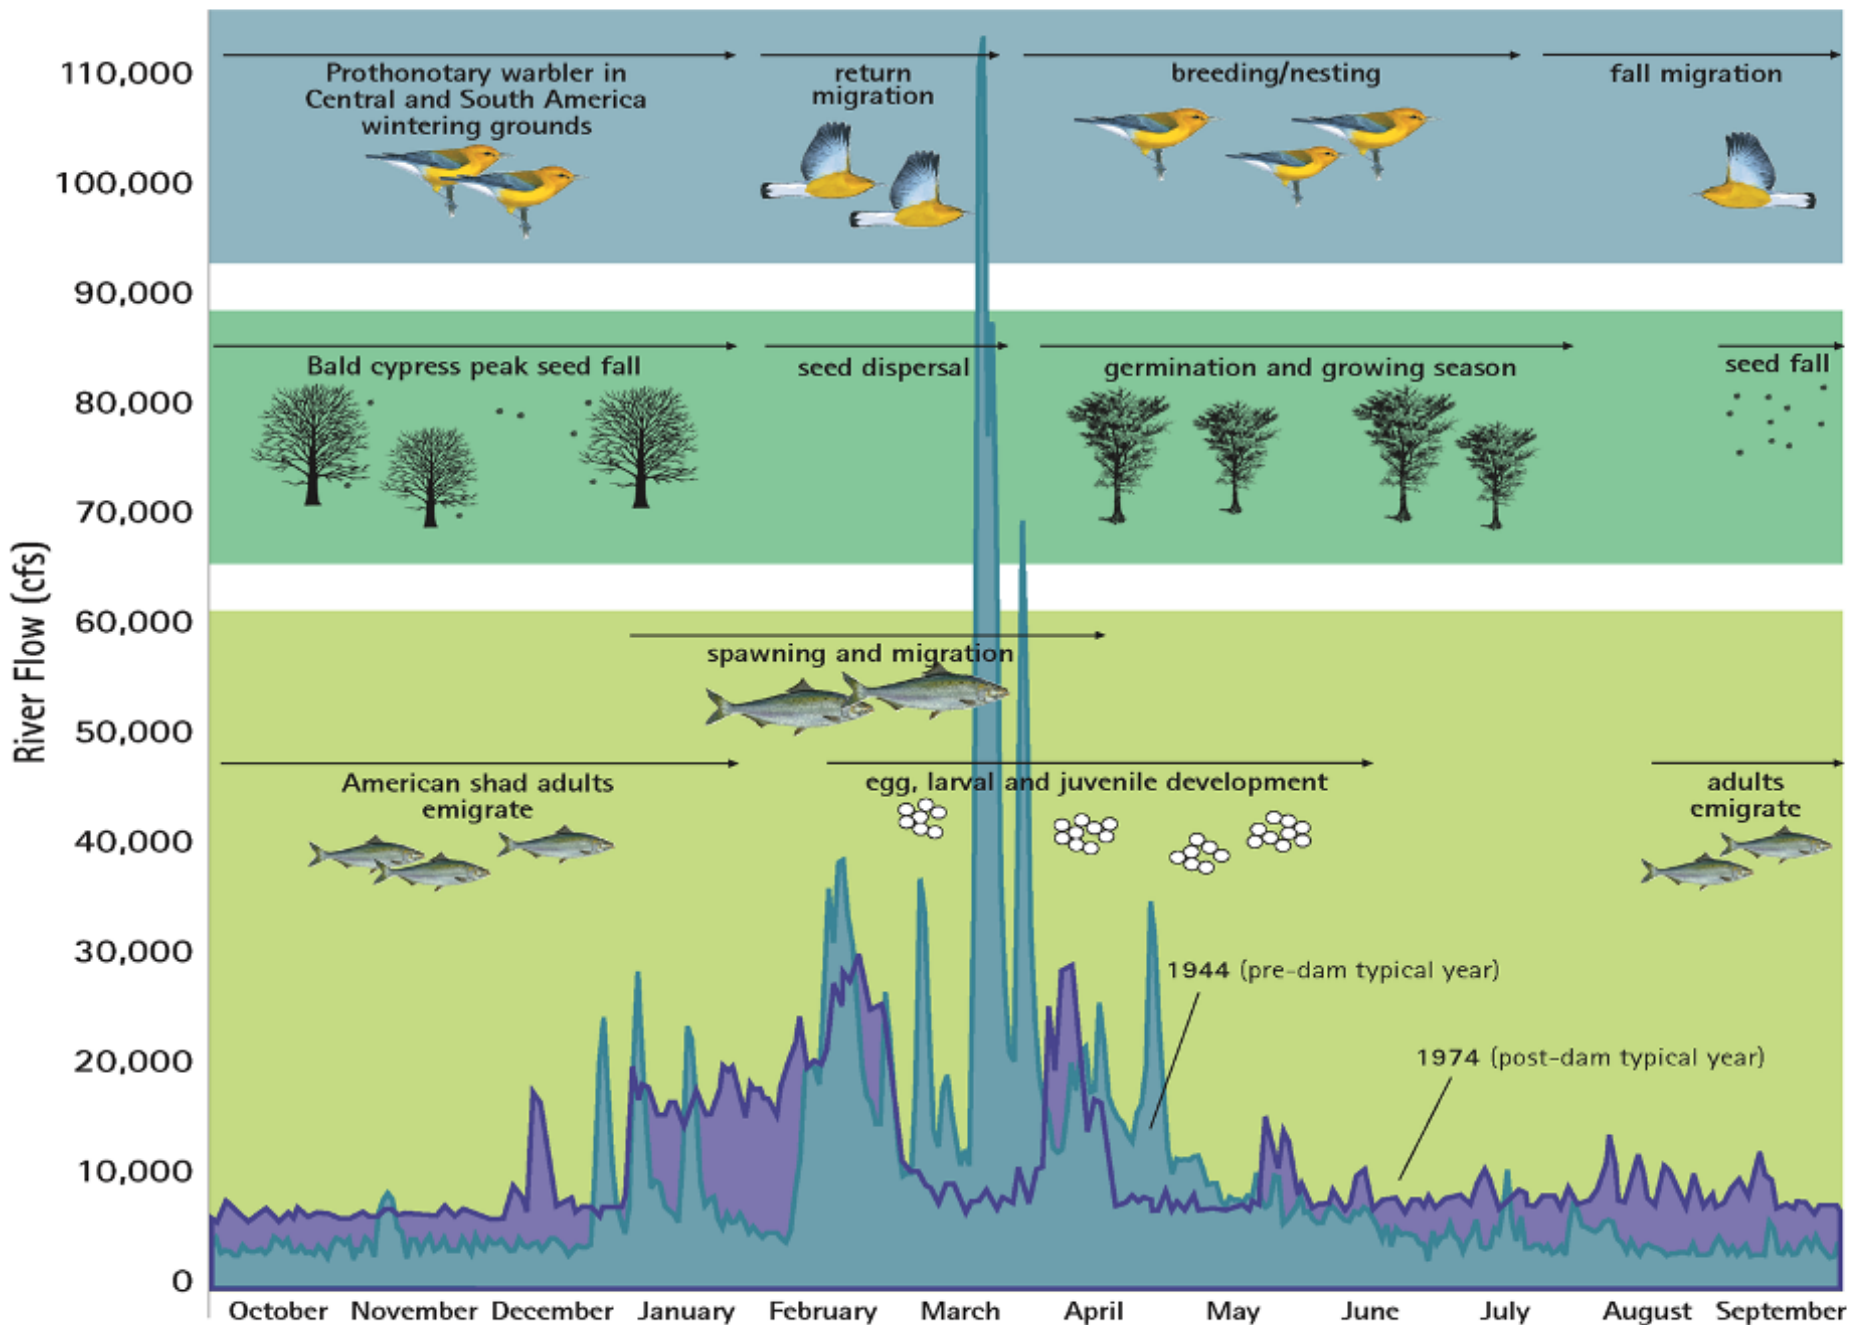 110,000
100,000
90,000
80,000
70,000
60,000
50,000
40,000
30,000
20,000
10,000
0
River Flow (cfs)
Prothonotary warbler in
Central and South America
wintering grounds
return
migration
breeding/nesting
fall migration
Bald cypress peak seed fall
seed dispersal
germination and growing season
seed fall
spawning and migration
American shad adults
emigrate
egg, larval and juvenile development
adults
emigrate
1944 (pre-dam typical year)
1974 (post-dam typical year)
October November December January February March April May June July August September